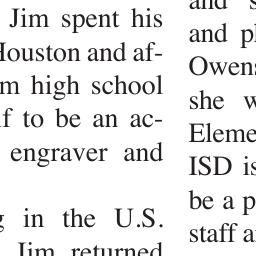 Jim spent his
Houston and af-
high school
to be an ac-
engraver and
in the U.S.
Jim returned
and
and
Owens
she
Eleme
ISD is
be a p
staff